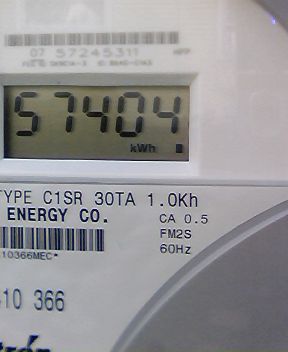 07 57245311
57404
kWh
TYPE C1SR 30TA 1.0Kh
ENERGY CO.
CA 0.5
FM2S
60Hz
10366MEC*
10 366